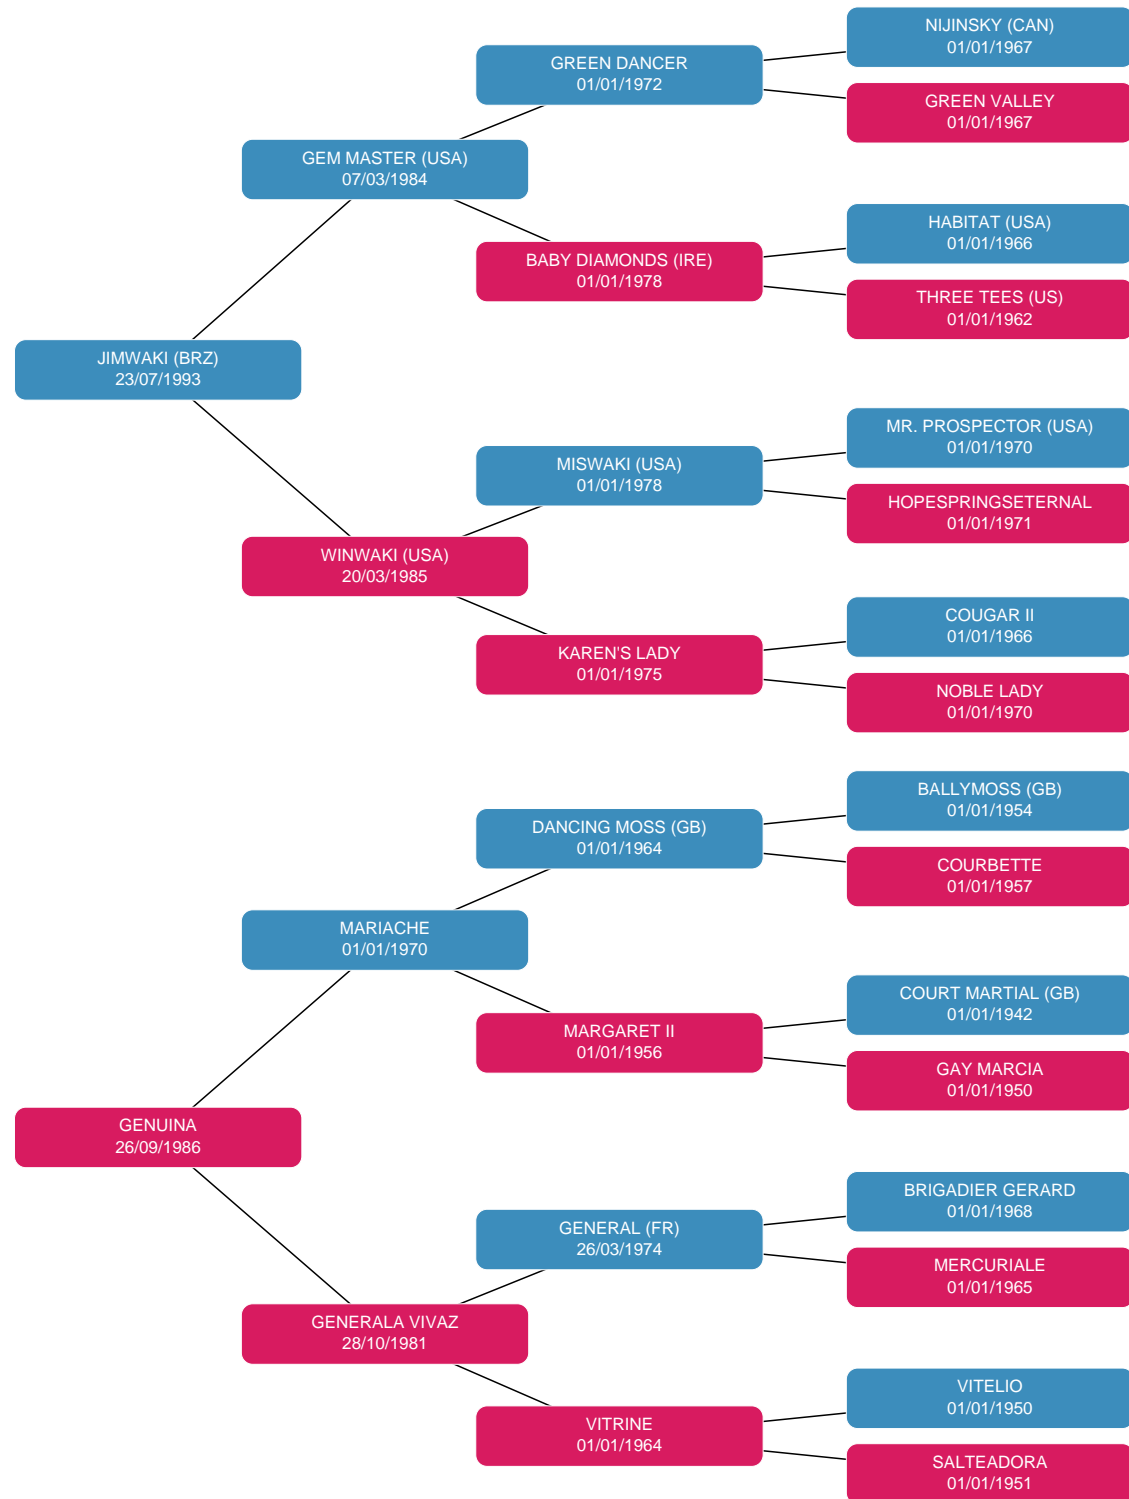 NIJINSKY (CAN)
01/01/1967
GREEN DANCER
01/01/1972
GREEN VALLEY
01/01/1967
GEM MASTER (USA)
07/03/1984
HABITAT (USA)
01/01/1966
BABY DIAMONDS (IRE)
01/01/1978
THREE TEES (US)
01/01/1962
JIMWAKI (BRZ)
23/07/1993
MR. PROSPECTOR (USA)
01/01/1970
MISWAKI (USA)
01/01/1978
HOPESPRINGSETERNAL
01/01/1971
WINWAKI (USA)
20/03/1985
COUGAR II
01/01/1966
KAREN'S LADY
01/01/1975
NOBLE LADY
01/01/1970
BALLYMOSS (GB)
01/01/1954
DANCING MOSS (GB)
01/01/1964
COURBETTE
01/01/1957
MARIACHE
01/01/1970
COURT MARTIAL (GB)
01/01/1942
MARGARET II
01/01/1956
GAY MARCIA
01/01/1950
GENUINA
26/09/1986
BRIGADIER GERARD
01/01/1968
GENERAL (FR)
26/03/1974
MERCURIALE
01/01/1965
GENERALA VIVAZ
28/10/1981
VITELIO
01/01/1950
VITRINE
01/01/1964
SALTEADORA
01/01/1951